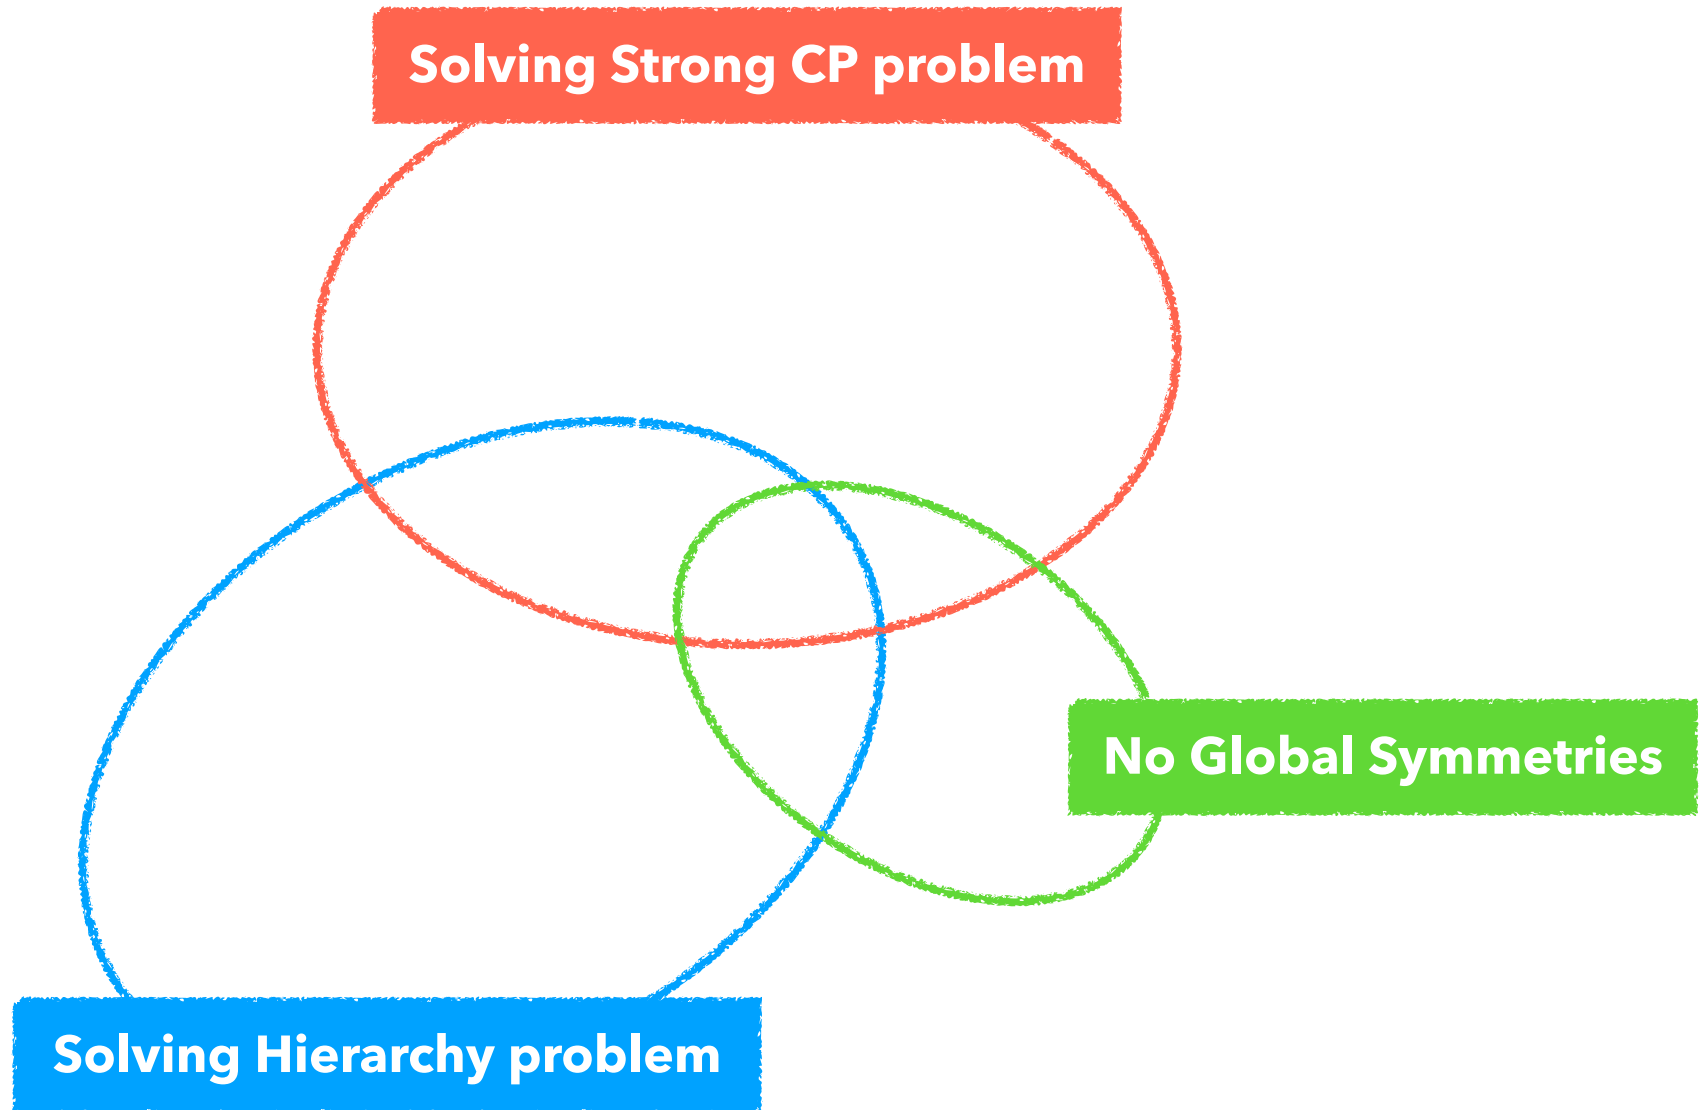 Solving Strong CP problem
No Global Symmetries
Solving Hierarchy problem